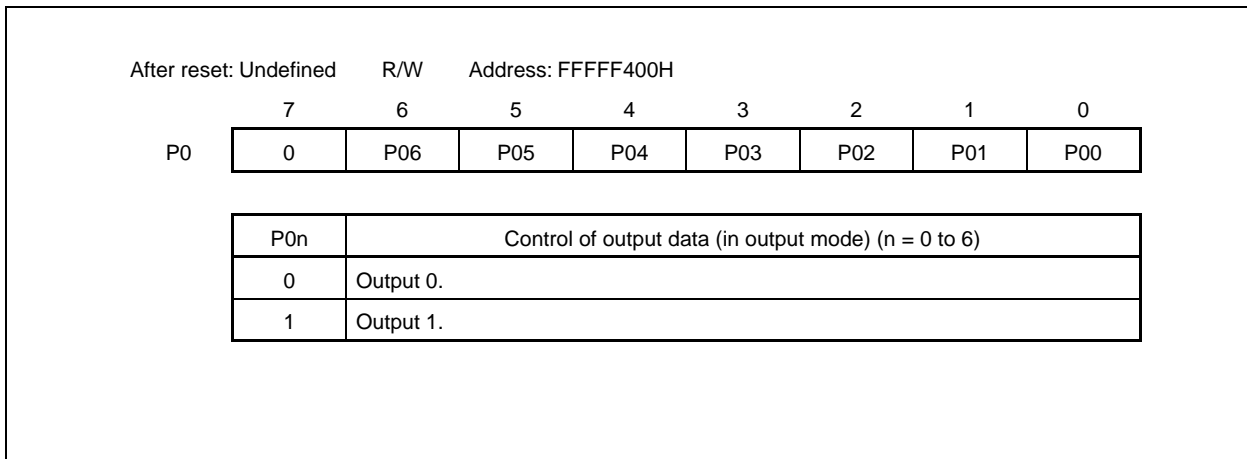 After reset: Undefined R/W Address: FFFFF400H
7 6 5 4 3 2 1 0
P0 0 P06 P05 P04 P03 P02 P01 P00
P0n Control of output data (in output mode) (n = 0 to 6)
0 Output 0.
1 Output 1.